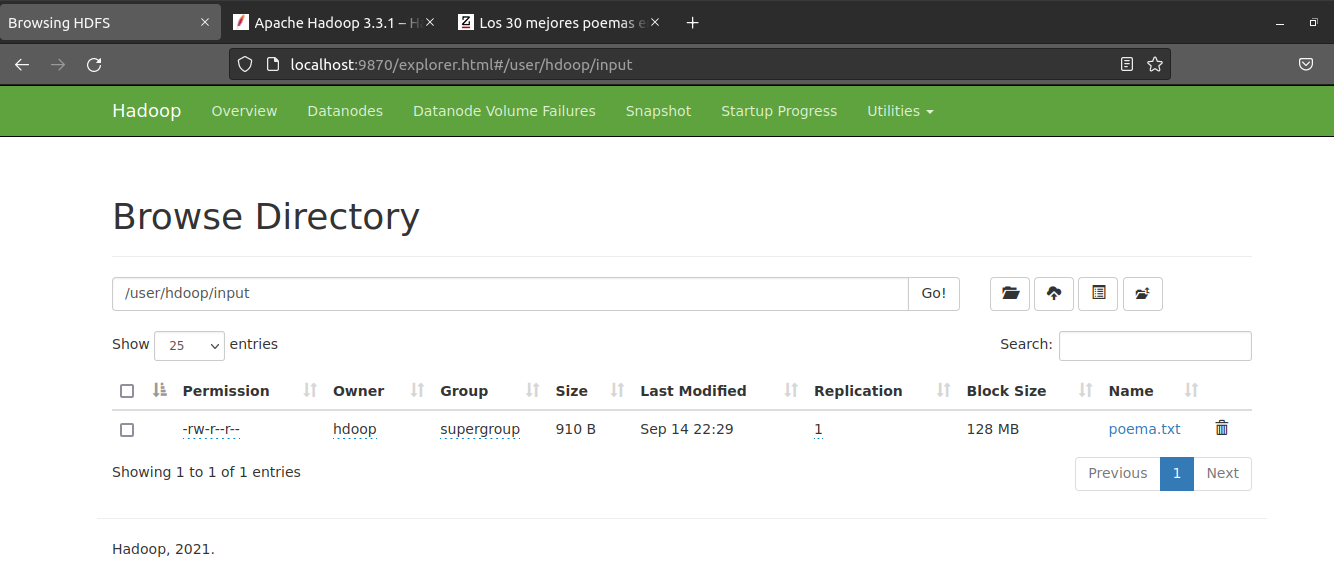 Browsing HDFS
Apache Hadoop 3.3.1 – H
Los 30 mejores poemas e
localhost:9870/explorer.html#/user/hdoop/input
Hadoop Overview Datanodes Datanode Volume Failures Snapshot Startup Progress Utilities
Browse Directory
/user/hdoop/input Go!
Show 25 entries Search:
Permission Owner Group Size Last Modified Replication Block Size Name
-rw-r--r-- hdoop supergroup 910 B Sep 14 22:29 1 128 MB poema.txt
Showing 1 to 1 of 1 entries Previous 1 Next
Hadoop, 2021.